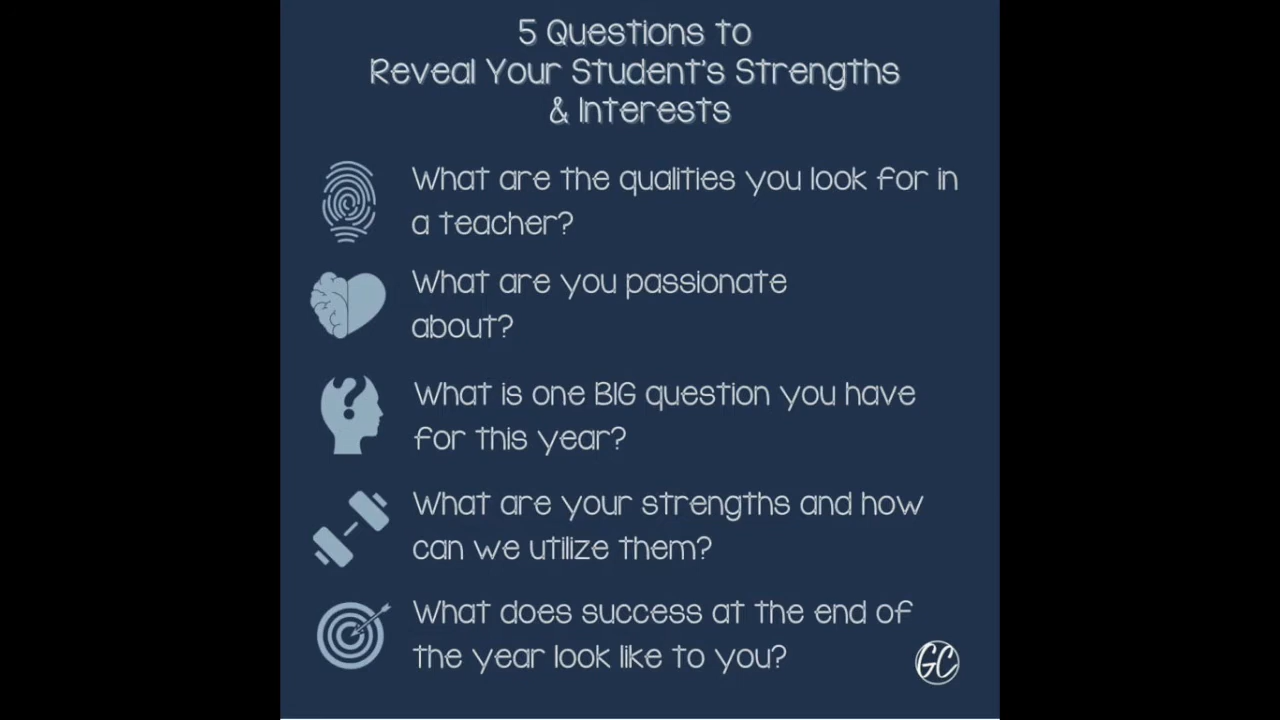 5 Questions to
Reveal Your Student's Strengths
& Interests
What are the qualities you look for in
a teacher?
What are you passionate
about?
?
What is one BIG question you have
for this year?
What are your strengths and how
can we utilize them?
What does success at the end of
the year look like to you?
GC